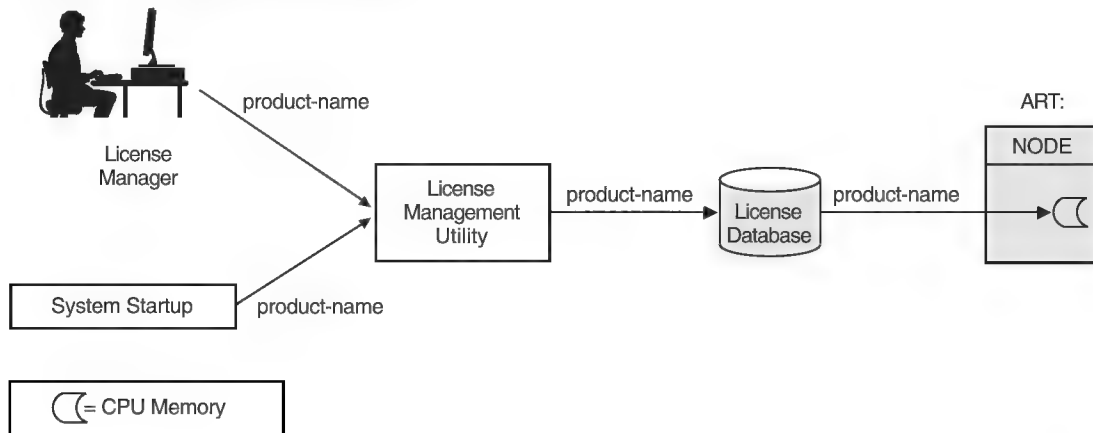 product-name
ART:
License
Manager
NODE
License
Management
Utility
product-name
License
Database
product-name
System Startup
product-name
= CPU Memory